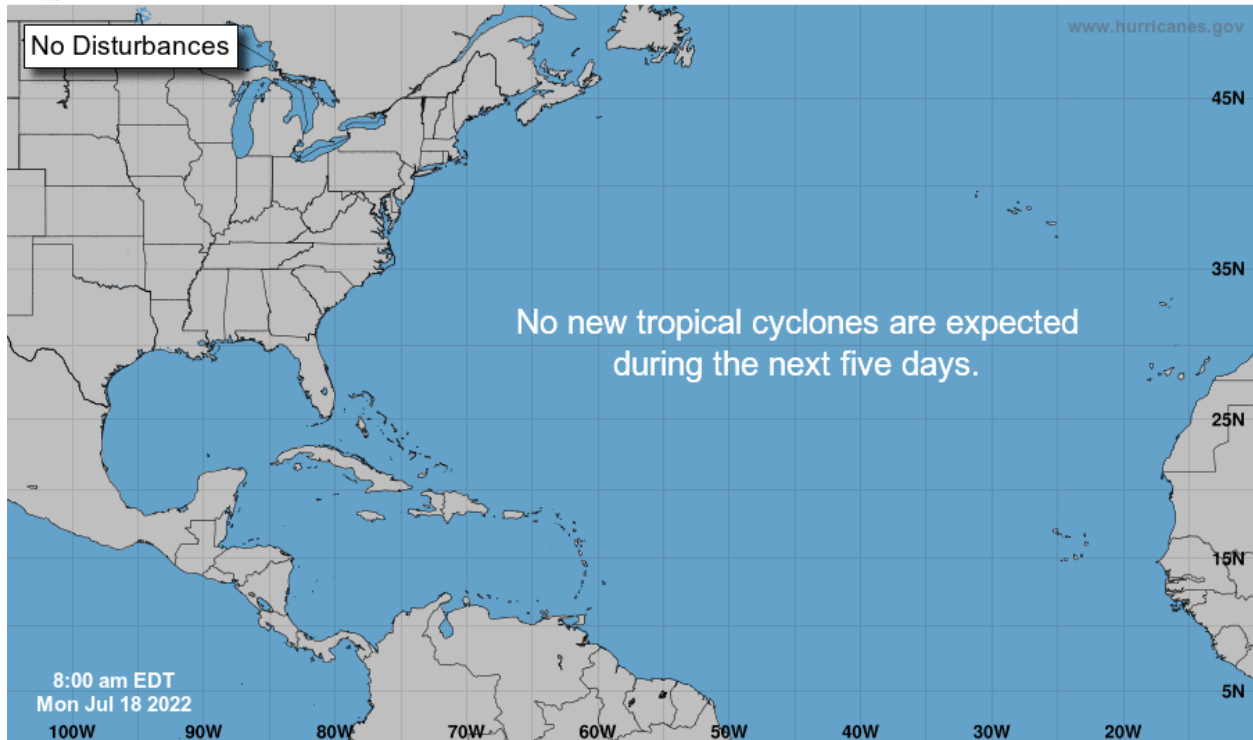 No Disturbances
www.hurricanes.gov
45N
35N
No new tropical cyclones are expected
during the next five days.
25N
15N
8:00 am EDT
Mon Jul 18 2022
5N
100W 90W 80W 70W 60W 50W 40W 30W 20W